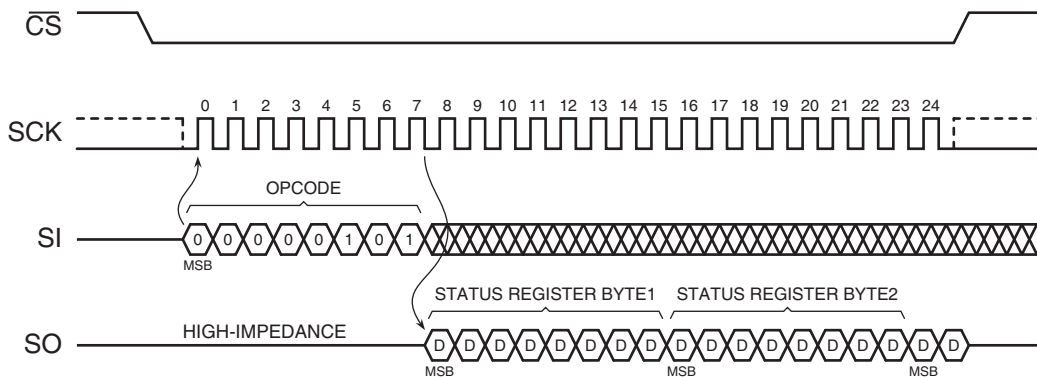 CS
0 1 2 3 4 5 6 7 8 9 10 11 12 13 14 15 16 17 18 19 20 21 22 23 24
SCK
OPCODE
SI 0 0 0 0 0 1 0 1
MSB
STATUS REGISTER BYTE1 STATUS REGISTER BYTE2
HIGH-IMPEDANCE
SO D D D D D D D D D D D D D D D D D D
MSB MSB MSB